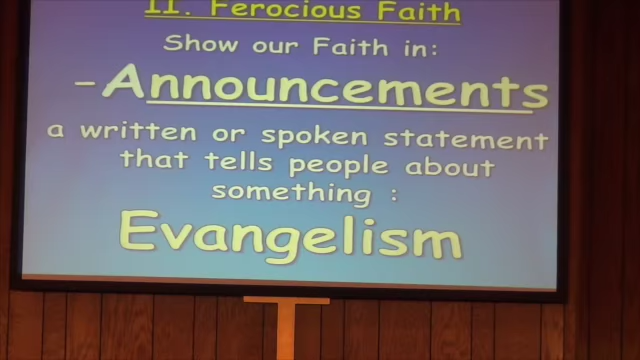 II. Ferocious Faith
Show our Faith in:
-Announcements
a written or spoken statement
that tells people about
something :
Evangelism